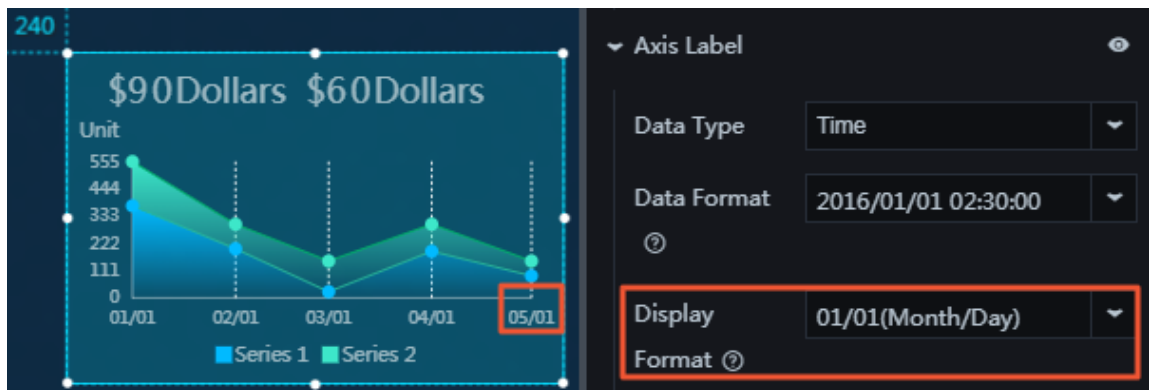 240
$90Dollars $60Dollars
Unit
555
444
333
222
111
0
01/01 02/01 03/01 04/01 05/01
Series 1 Series 2
Axis Label
Data Type Time
Data Format 2016/01/01 02:30:00
Display 01/01(Month/Day)
Format